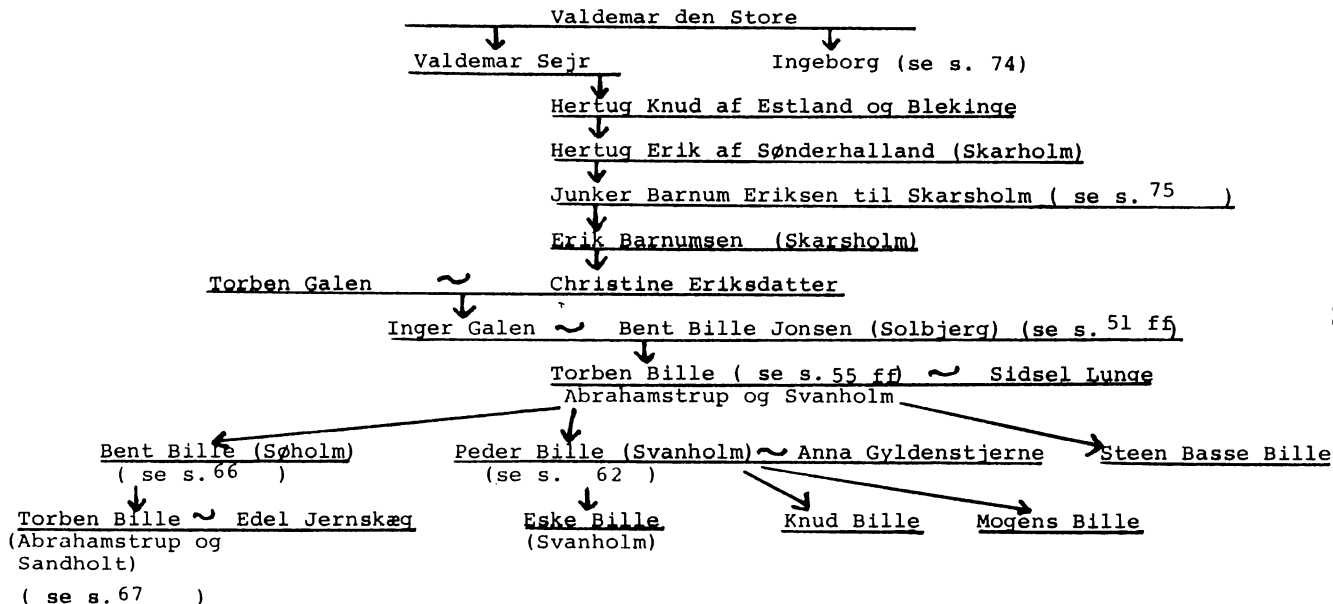 Valdemar den Store
Valdemar Sejr Ingeborg (se s. 74)
Hertug Knud af Estland og Blekinge
Hertug Erik af Sønderhalland (Skarholm)
Junker Barnum Eriksen til Skarsholm ( se s. 75 )
Erik Barnumsen (Skarsholm)
Torben Galen ~ Christine Eriksdatter
Inger Galen ~ Bent Bille Jonsen (Solbjerg) (se s. 51 ff)
Torben Bille ( se s. 55 ff) ~ Sidsel Lunge
Abrahamstrup og Svanholm
Bent Bille (Søholm) Peder Bille (Svanholm) ~ Anna Gyldenstjerne Steen Basse Bille
( se s. 66 ) (se s. 62 )
Torben Bille ~ Edel Jernskæg Eske Bille Knud Bille Mogens Bille
(Abrahamstrup og (Svanholm)
Sandholt)
( se s. 67 )